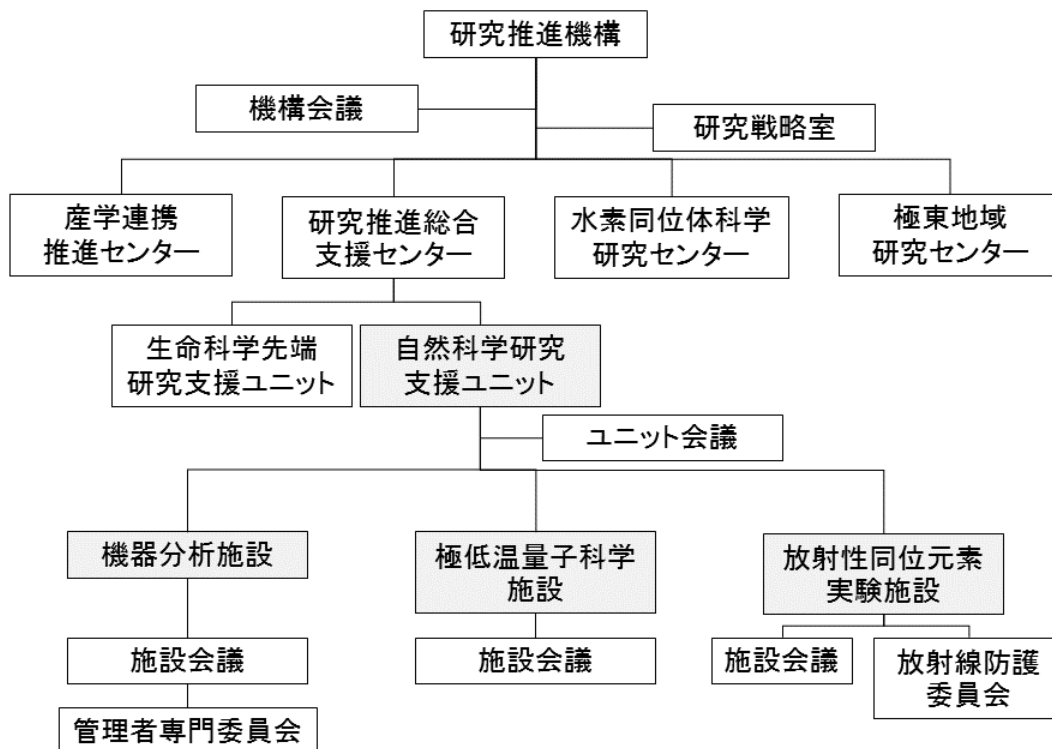 研究推進機構
機構会議
研究戦略室
産学連携
推進センター
研究推進総合
支援センター
水素同位体科学
研究センター
極東地域
研究センター
生命科学先端
研究支援ユニット
自然科学研究
支援ユニット
ユニット会議
機器分析施設
極低温量子科学
施設
放射性同位元素
実験施設
施設会議
施設会議
施設会議
放射線防護
委員会
管理者専門委員会